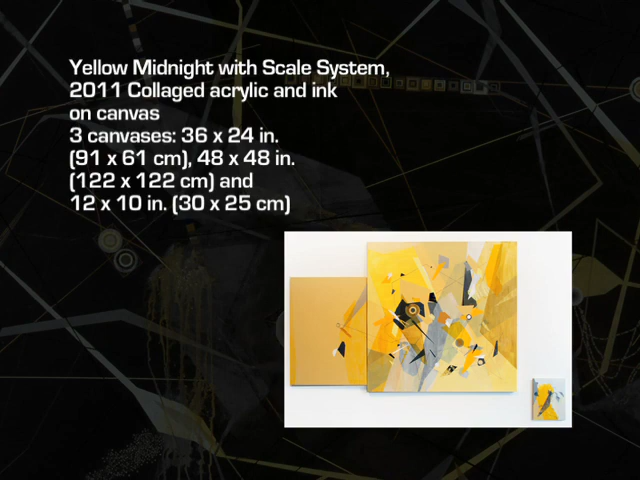 Yellow Midnight with Scale System,
2011 Collaged acrylic and ink
on canvas
3 canvases: 36 x 24 in.
(91 x 61 cm), 48 x 48 in.
(122 x 122 cm) and
12 x 10 in. (30 x 25 cm)